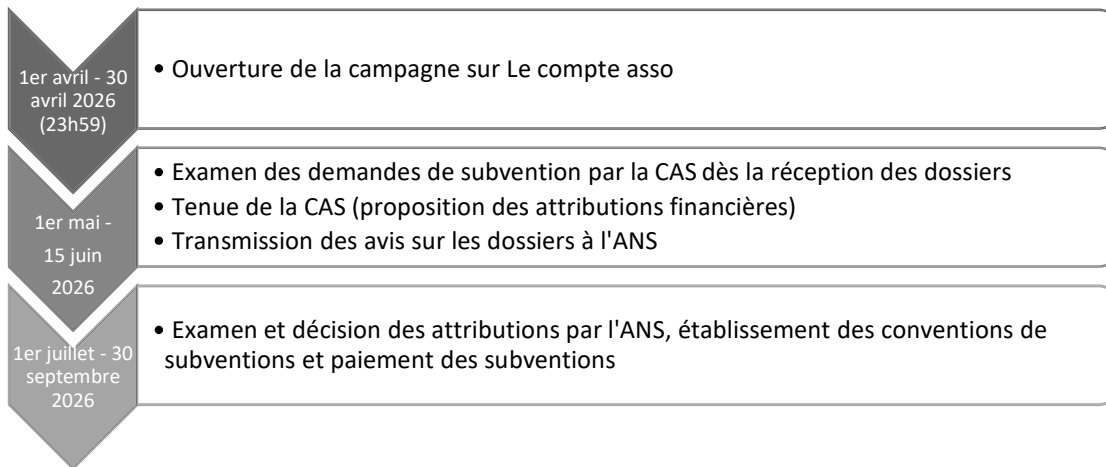 1er avril - 30
avril 2026
(23h59)
• Ouverture de la campagne sur Le compte asso
1er mai -
15 juin
2026
• Examen des demandes de subvention par la CAS dès la réception des dossiers
• Tenue de la CAS (proposition des attributions financières)
• Transmission des avis sur les dossiers à l'ANS
1er juillet - 30
septembre
2026
• Examen et décision des attributions par l'ANS, établissement des conventions de
subventions et paiement des subventions